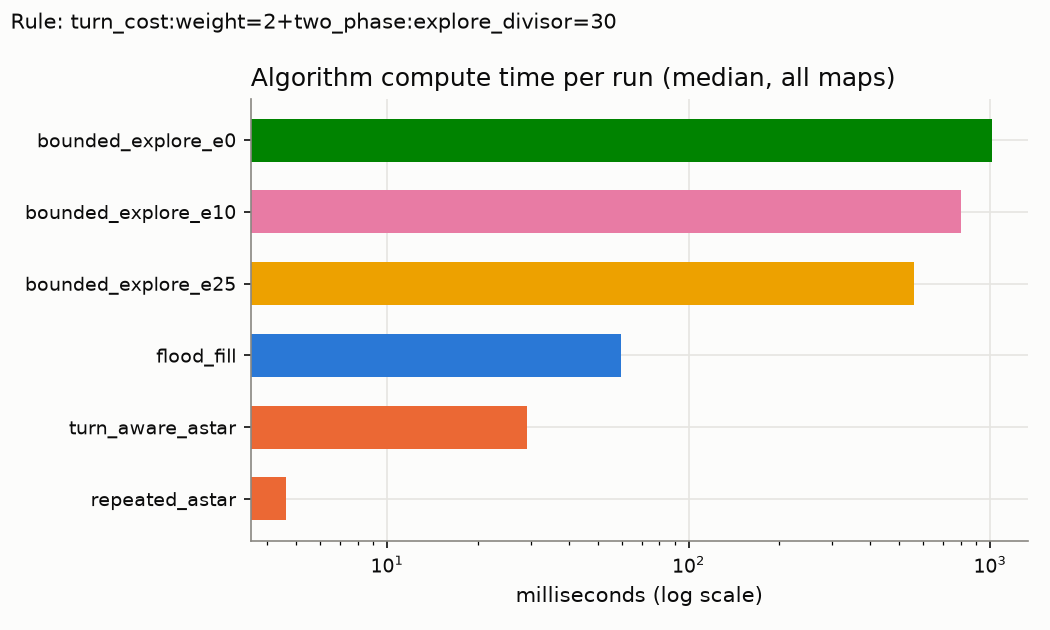 Rule: turn_cost:weight=2+two_phase:explore_divisor=30
Algorithm compute time per run (median, all maps)
bounded_explore_e0
bounded_explore_e10
bounded_explore_e25
flood_fill
turn_aware_astar
repeated_astar
10¹ 10² 10³
milliseconds (log scale)